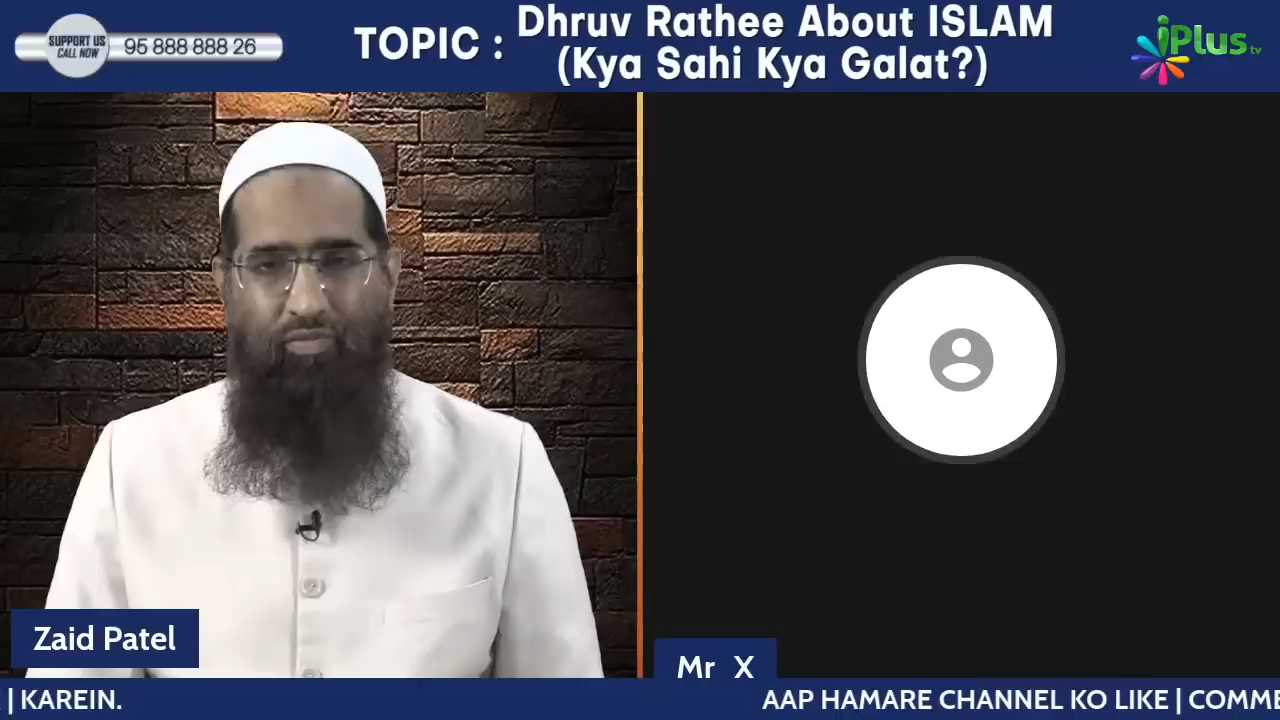 SUPPORT US
CALL NOW
95 888 888 26
TOPIC :
Dhruv Rathee About ISLAM
(Kya Sahi Kya Galat?)
iPlus tv
Zaid Patel
Mr X
| KAREIN.
AAP HAMARE CHANNEL KO LIKE | COMME